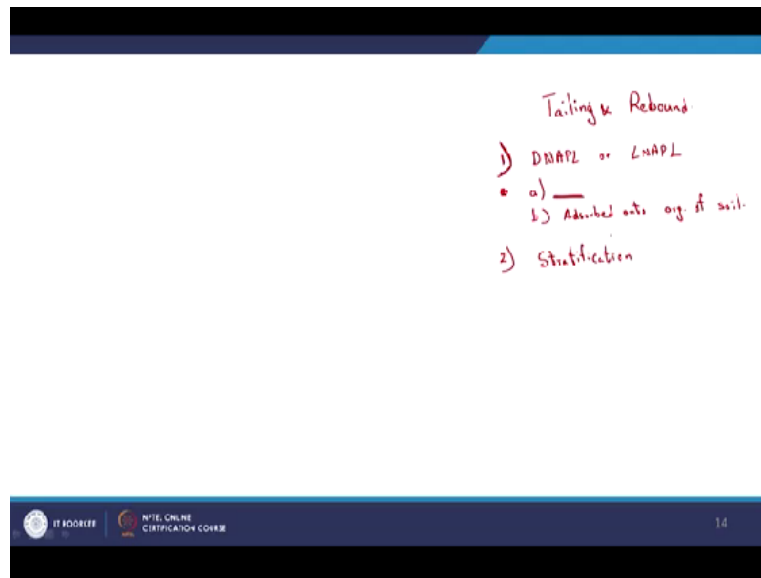 Tailing & Rebound.
1) DNAPL or LNAPL
a)
b) Adsorbed onto org. of soil.
2) Stratification
IIT ROORKEE
NPTEL ONLINE
CERTIFICATION COURSE
14